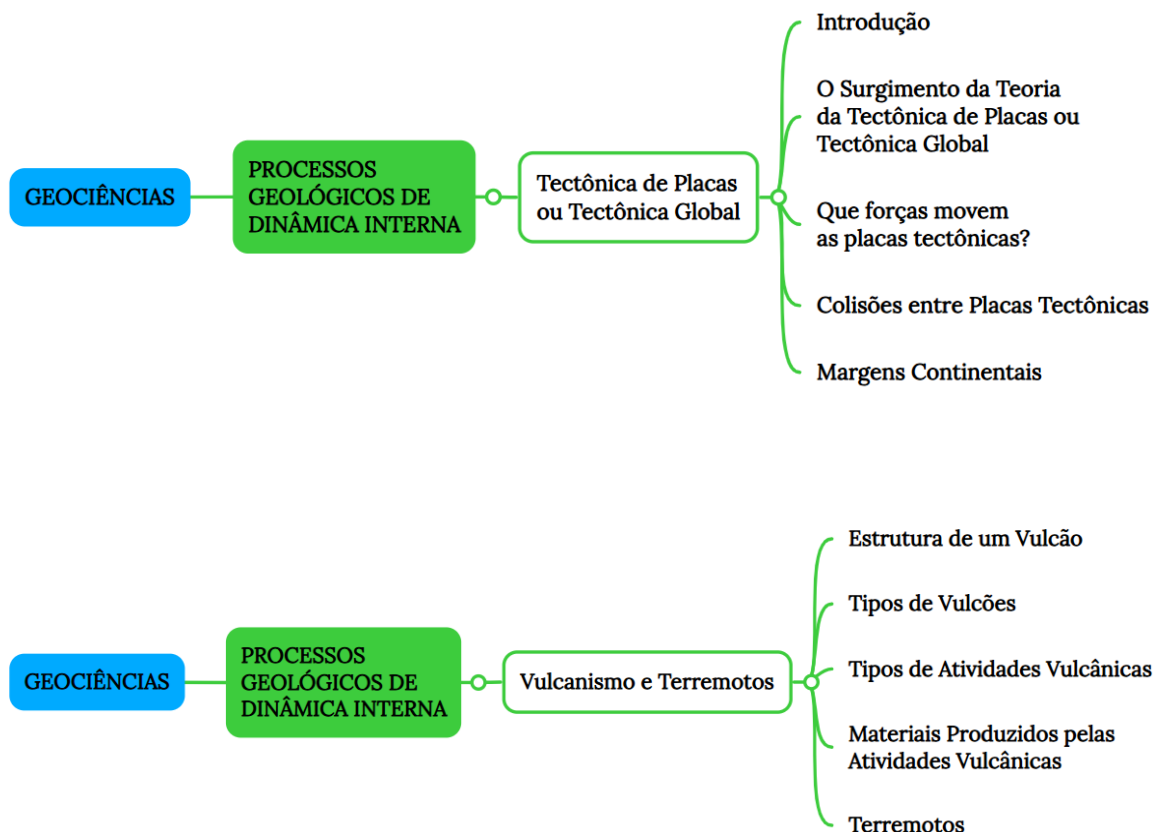 GEOCIÊNCIAS
PROCESSOS
GEOLÓGICOS DE
DINÂMICA INTERNA
Tectônica de Placas
ou Tectônica Global
Introdução
O Surgimento da Teoria
da Tectônica de Placas ou
Tectônica Global
Que forças movem
as placas tectônicas?
Colisões entre Placas Tectônicas
Margens Continentais
GEOCIÊNCIAS
PROCESSOS
GEOLÓGICOS DE
DINÂMICA INTERNA
Vulcanismo e Terremotos
Estrutura de um Vulcão
Tipos de Vulcões
Tipos de Atividades Vulcânicas
Materiais Produzidos pelas
Atividades Vulcânicas
Terremotos